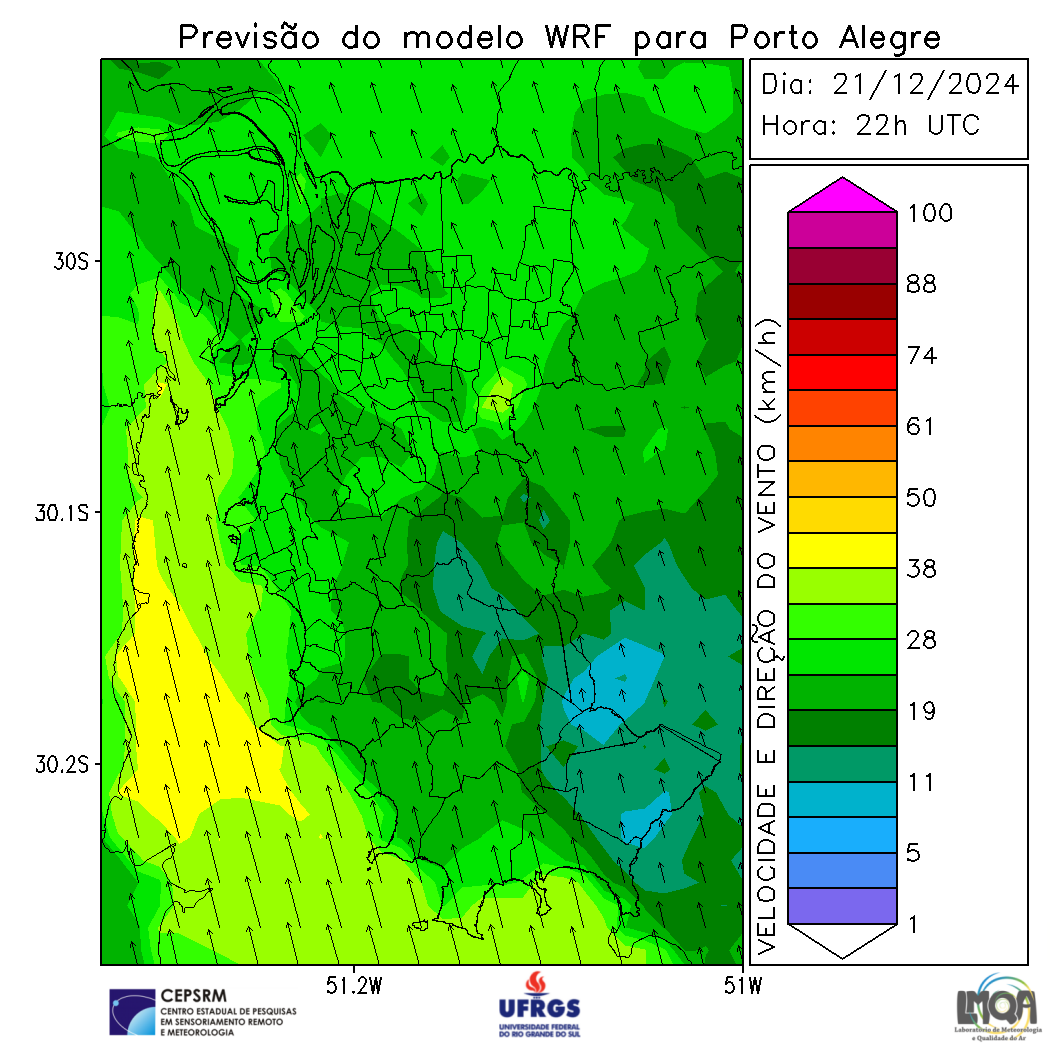 Previsão do modelo WRF para Porto Alegre
Dia: 21/12/2024
Hora: 22h UTC
30S
30.1S
30.2S
51.2W
51W
VELOCIDADE E DIREÇÃO DO VENTO (km/h)
100
88
74
61
50
38
28
19
11
5
1
CEPSRM
CENTRO ESTADUAL DE PESQUISAS
EM SENSORIAMENTO REMOTO
E METEOROLOGIA
UFRGS
UNIVERSIDADE FEDERAL
DO RIO GRANDE DO SUL
LMQA
Laboratório de Meteorologia
e Qualidade do Ar